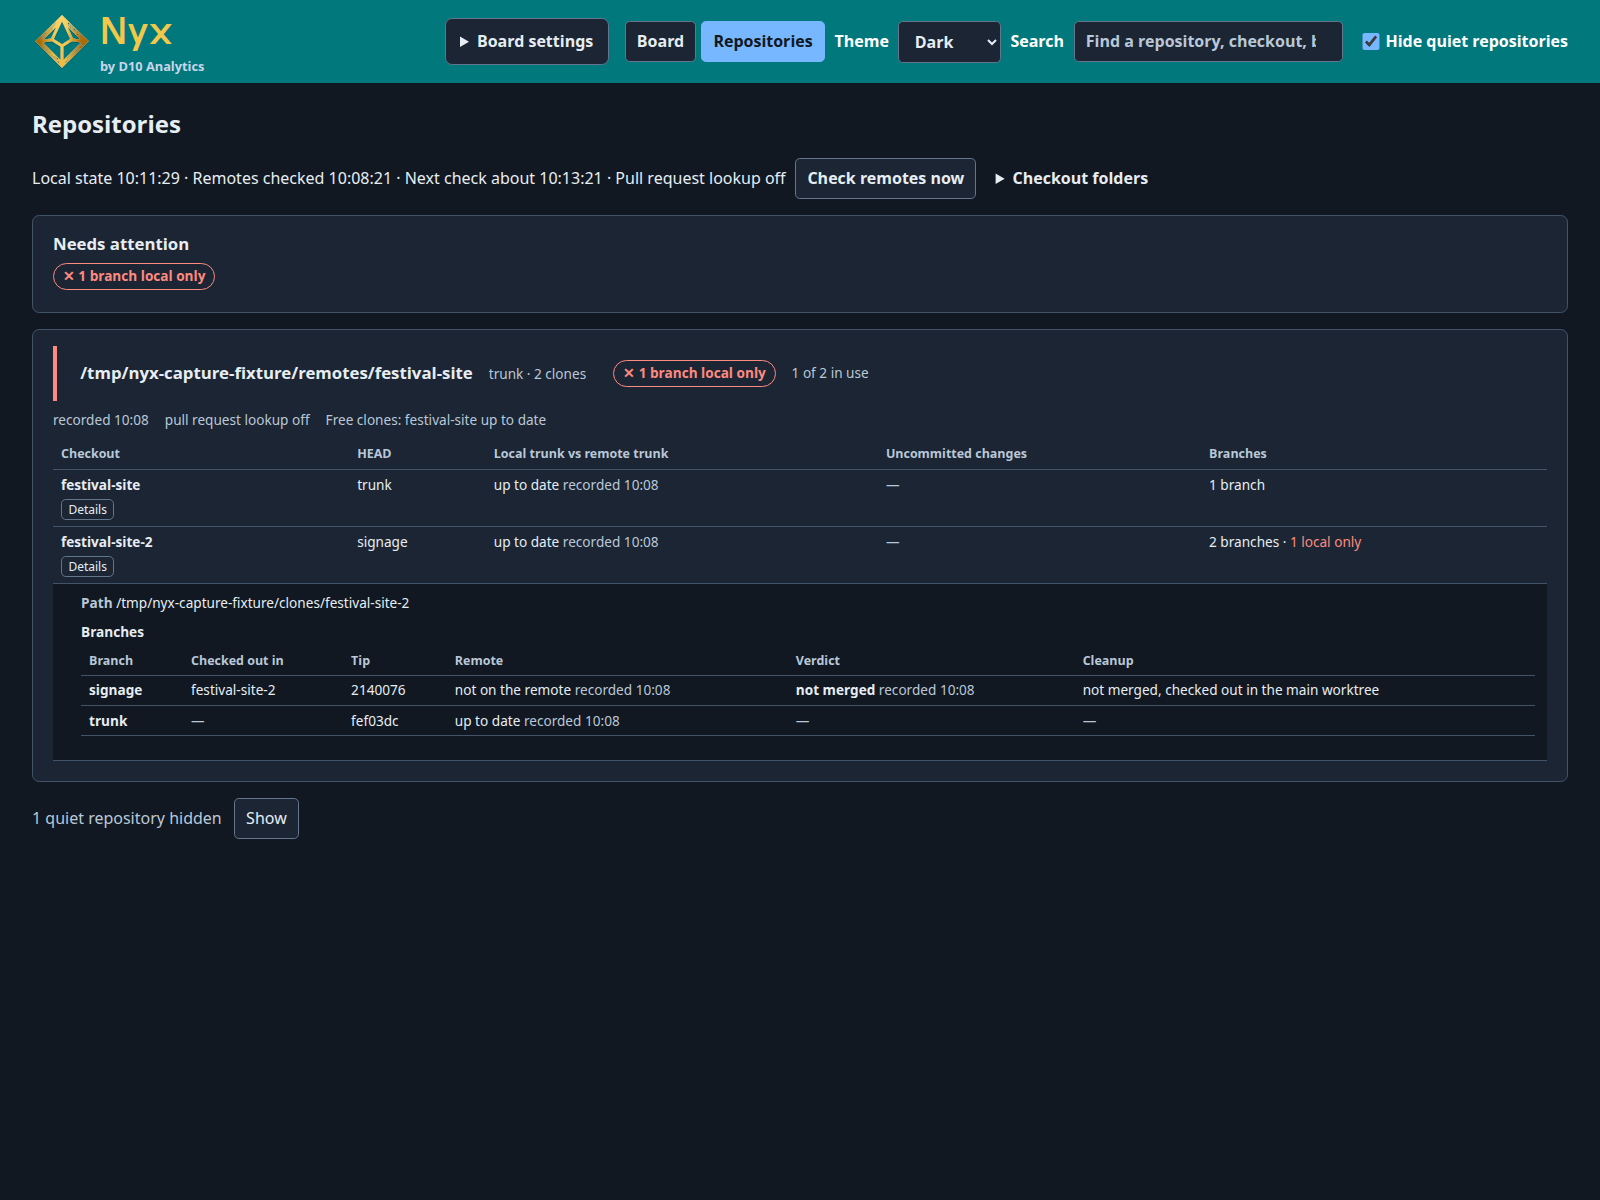 Nyx
by D10 Analytics
Board settings Board Repositories Theme Dark Search Find a repository, checkout, Hide quiet repositories
Repositories
Local state 10:11:29 · Remotes checked 10:08:21 · Next check about 10:13:21 · Pull request lookup off Check remotes now Checkout folders
Needs attention
✕ 1 branch local only
/tmp/nyx-capture-fixture/remotes/festival-site trunk · 2 clones ✕ 1 branch local only 1 of 2 in use
recorded 10:08 pull request lookup off Free clones: festival-site up to date
Checkout HEAD Local trunk vs remote trunk Uncommitted changes Branches
festival-site trunk up to date recorded 10:08 — 1 branch
Details
festival-site-2 signage up to date recorded 10:08 — 2 branches · 1 local only
Details
Path /tmp/nyx-capture-fixture/clones/festival-site-2
Branches
Branch Checked out in Tip Remote Verdict Cleanup
signage festival-site-2 2140076 not on the remote recorded 10:08 not merged recorded 10:08 not merged, checked out in the main worktree
trunk — fef03dc up to date recorded 10:08 — —
1 quiet repository hidden Show